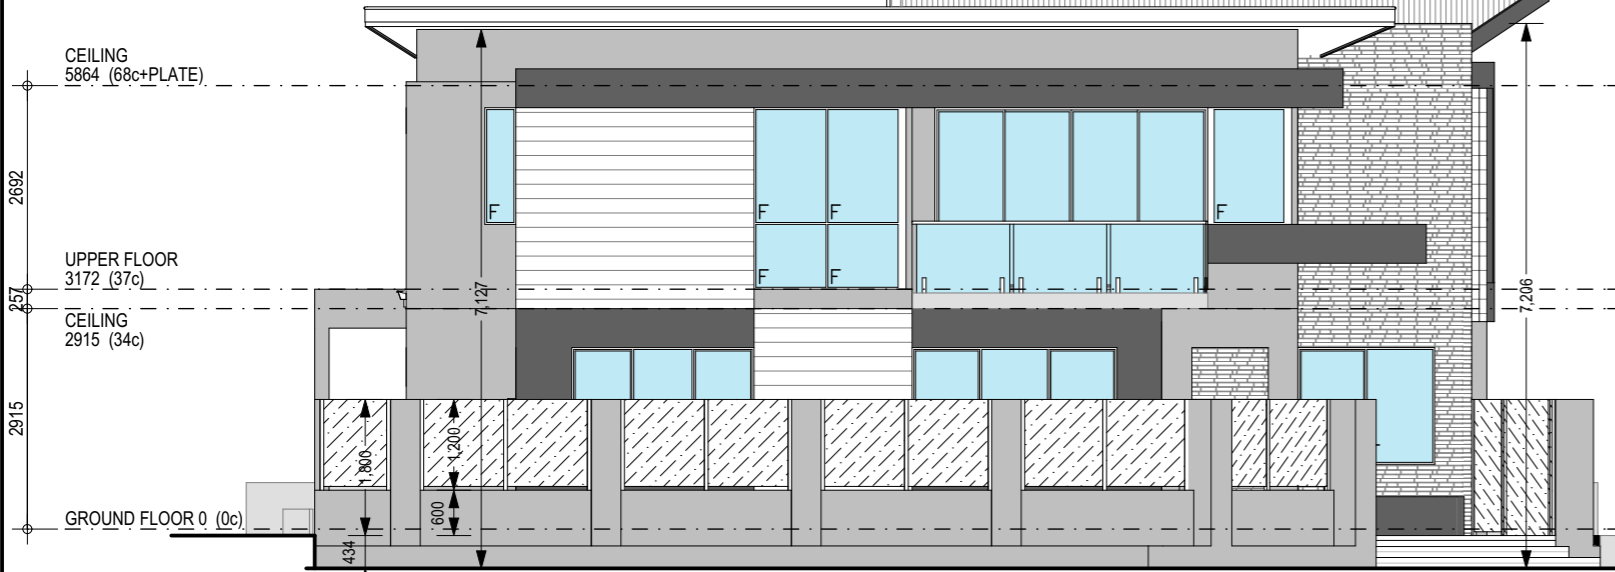 CEILING
5864 (68c+PLATE)
2692
F
F
F
F
UPPER FLOOR
3172 (37c)
F
F
257
7,127
7,206
CEILING
2915 (34c)
2915
1,800
1,200
600
GROUND FLOOR 0 (0c)
434